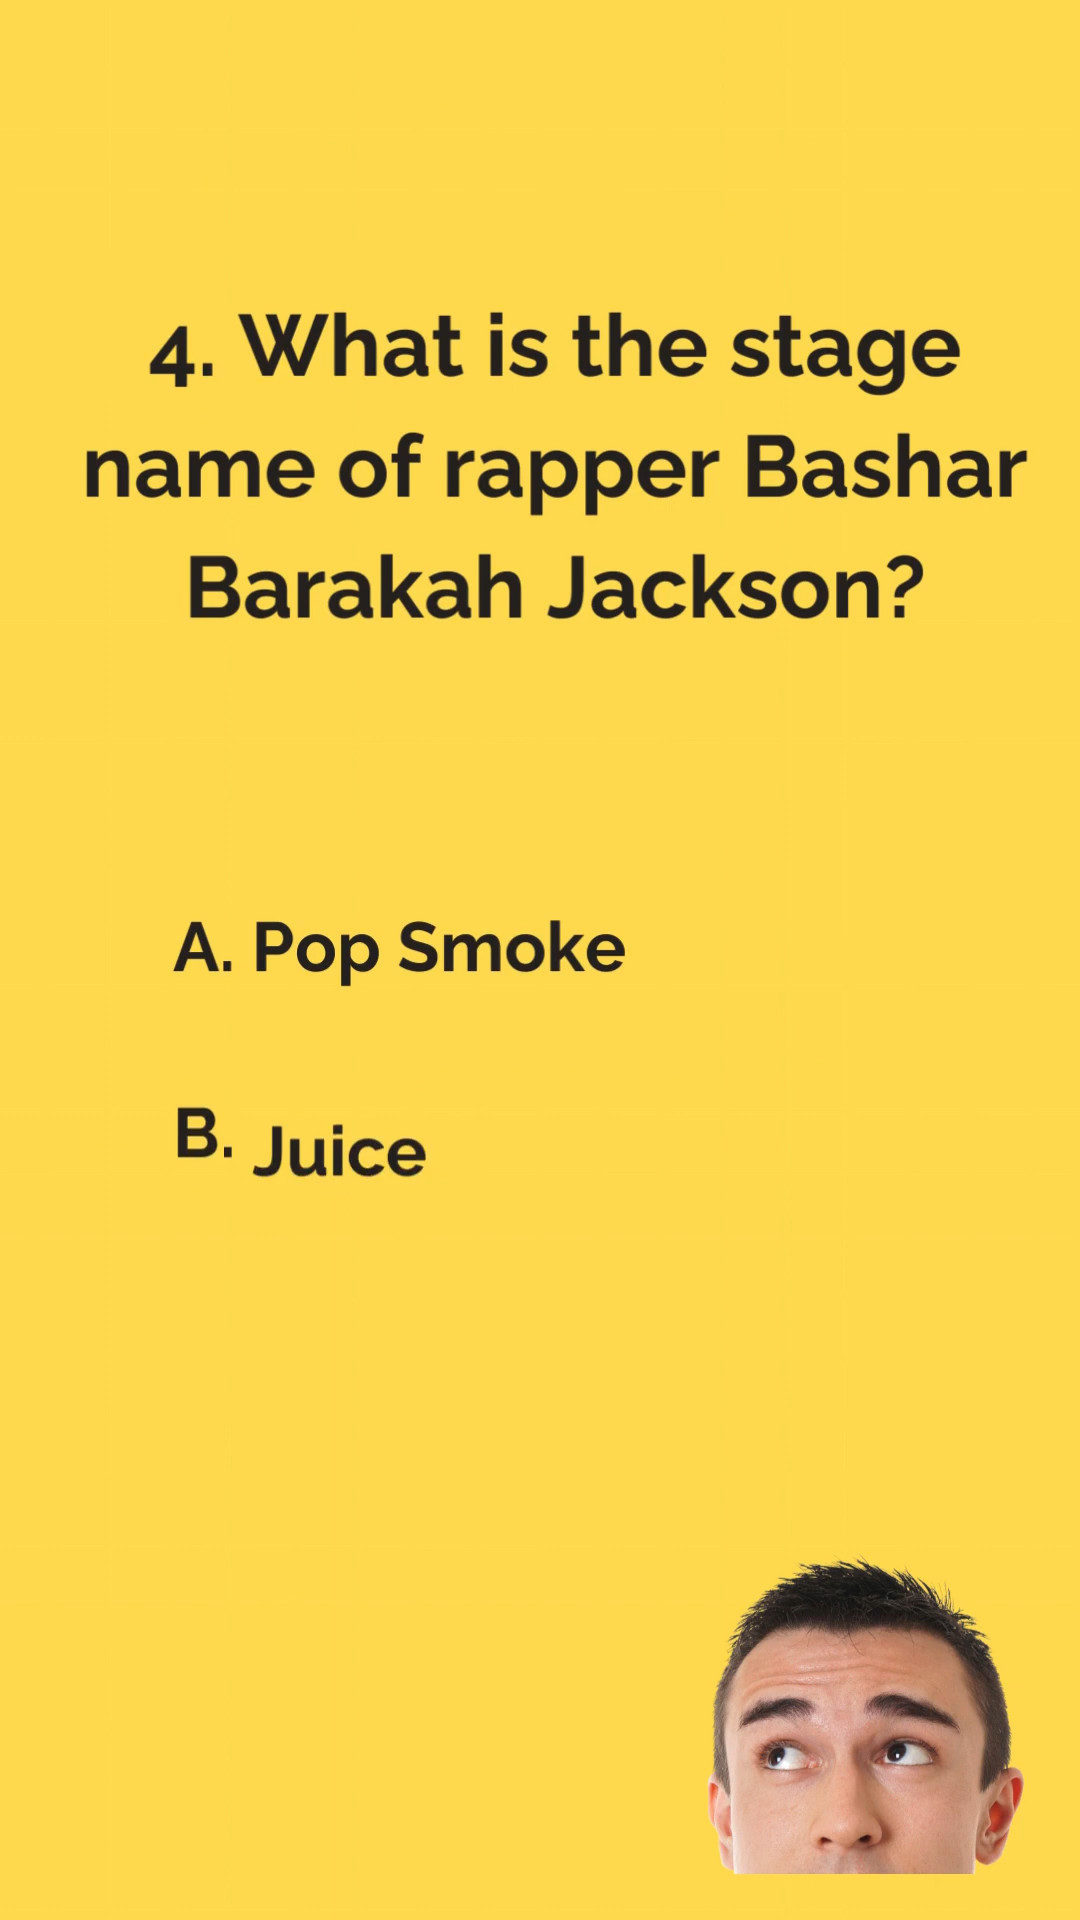 4. What is the stage
name of rapper Bashar
Barakah Jackson?
A. Pop Smoke
B. Juice